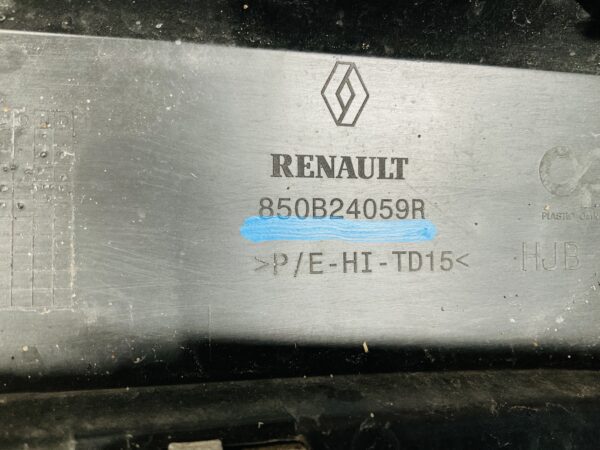 RENAULT
850B24059R
>P/E-HI-TD15<
HJB